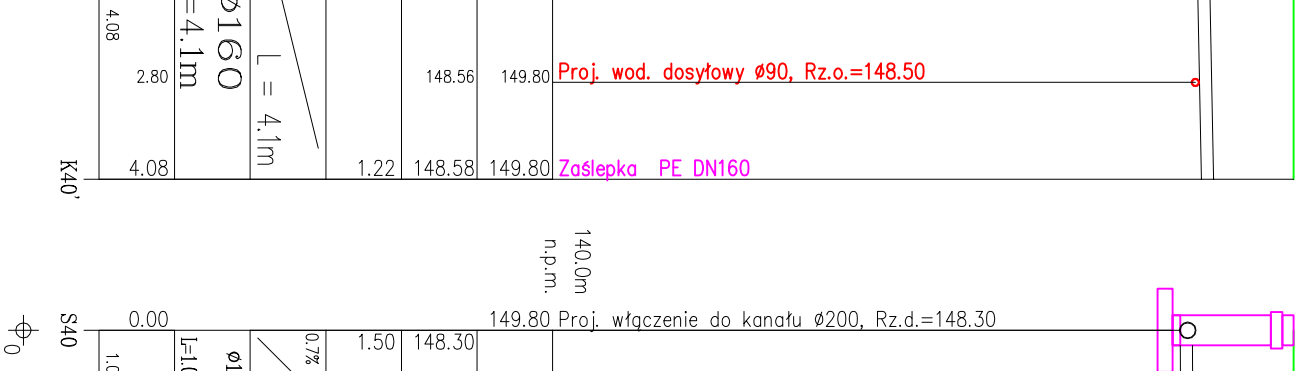 4.08
ø160
=4.1m
L = 4.1m
2.80 148.56 149.80 Proj. wod. dosyłowy ø90, Rz.o.=148.50
K40' 4.08 1.22 148.58 149.80 Zaślepka PE DN160
140.0m
n.p.m.
S40 0.00 149.80 Proj. włączenie do kanału ø200, Rz.d.=148.30
0.7% 1.50 148.30
0